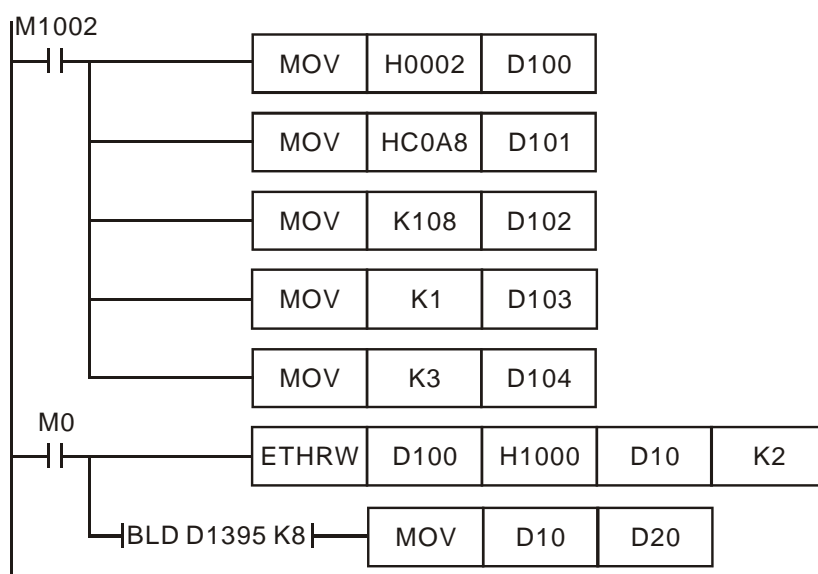 M1002
MOV H0002 D100
MOV HC0A8 D101
MOV K108 D102
MOV K1 D103
MOV K3 D104
M0
ETHRW D100 H1000 D10 K2
BLD D1395 K8 MOV D10 D20